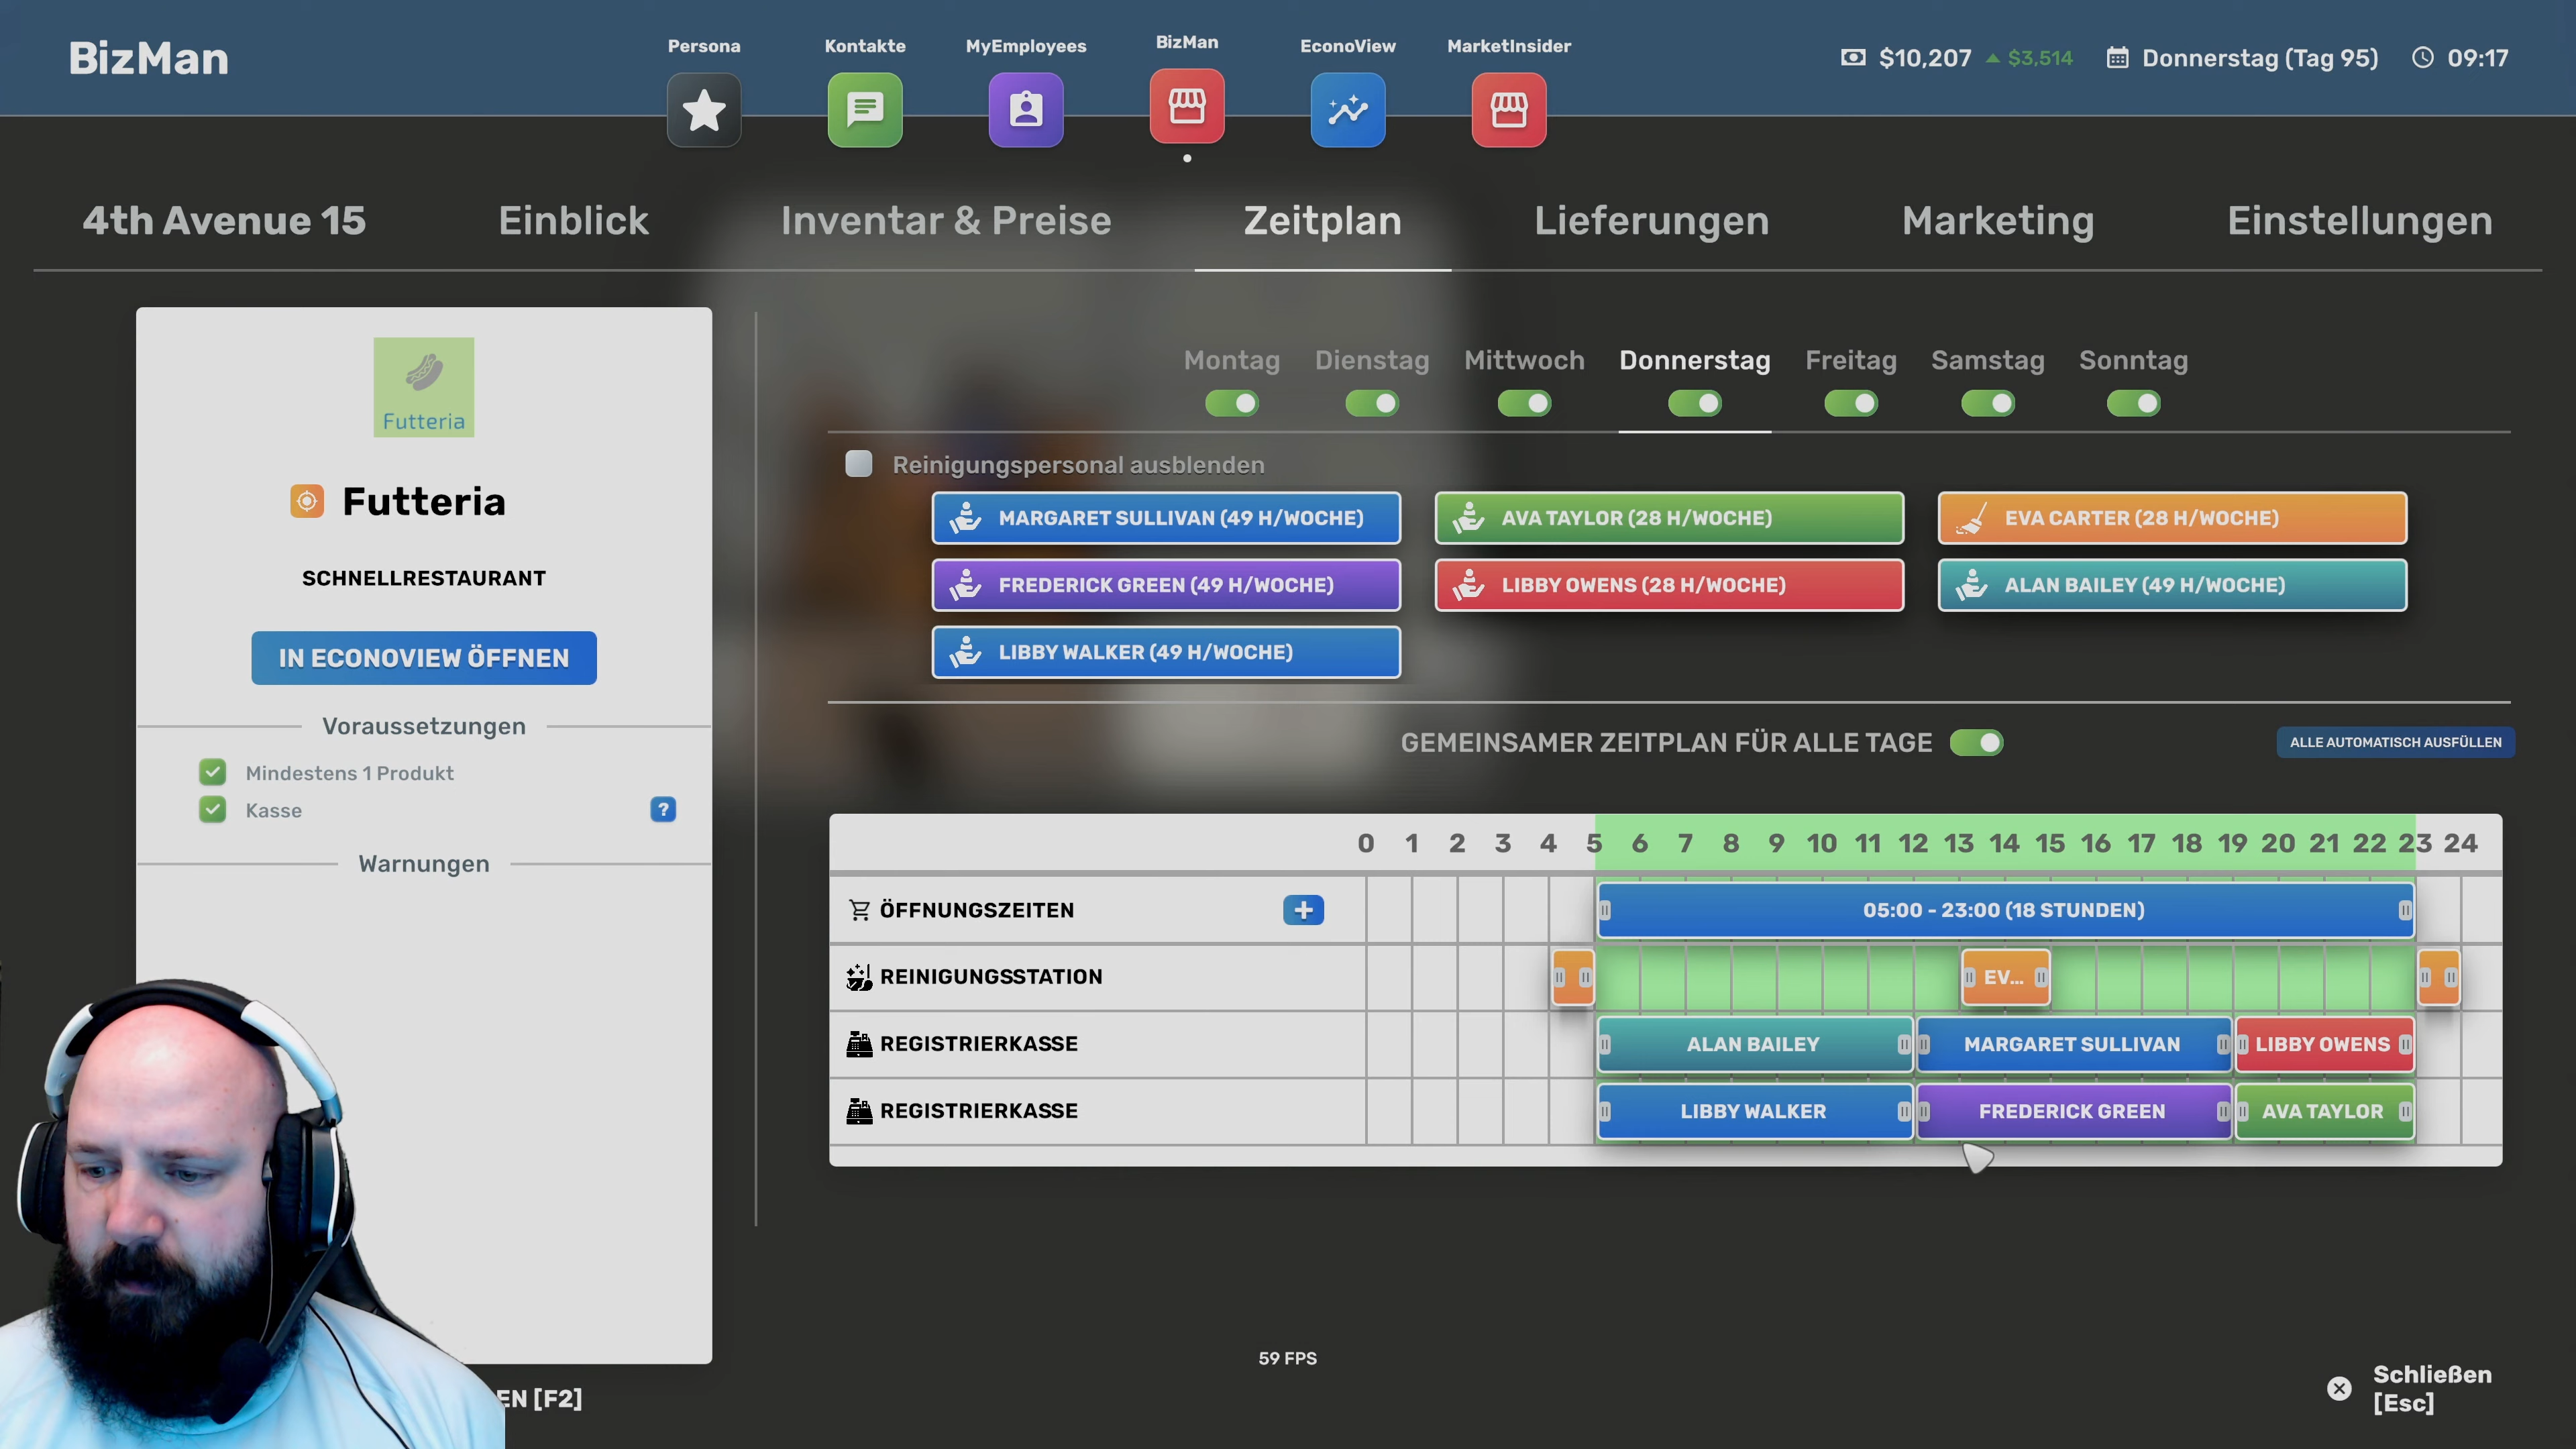 BizMan
Persona
Kontakte
MyEmployees
BizMan
EconoView
MarketInsider
$10,207
$3,514
Donnerstag (Tag 95)
09:17
4th Avenue 15
Einblick
Inventar & Preise
Zeitplan
Lieferungen
Marketing
Einstellungen
Futteria
Futteria
SCHNELLRESTAURANT
IN ECONOVIEW ÖFFNEN
Voraussetzungen
Mindestens 1 Produkt
Kasse
?
Warnungen
Montag
Dienstag
Mittwoch
Donnerstag
Freitag
Samstag
Sonntag
Reinigungspersonal ausblenden
MARGARET SULLIVAN (49 H/WOCHE)
AVA TAYLOR (28 H/WOCHE)
EVA CARTER (28 H/WOCHE)
FREDERICK GREEN (49 H/WOCHE)
LIBBY OWENS (28 H/WOCHE)
ALAN BAILEY (49 H/WOCHE)
LIBBY WALKER (49 H/WOCHE)
GEMEINSAMER ZEITPLAN FÜR ALLE TAGE
ALLE AUTOMATISCH AUSFÜLLEN
0 1 2 3 4 5 6 7 8 9 10 11 12 13 14 15 16 17 18 19 20 21 22 23 24
ÖFFNUNGSZEITEN
05:00 - 23:00 (18 STUNDEN)
REINIGUNGSSTATION
EV...
REGISTRIERKASSE
ALAN BAILEY
MARGARET SULLIVAN
LIBBY OWENS
REGISTRIERKASSE
LIBBY WALKER
FREDERICK GREEN
AVA TAYLOR
59 FPS
EN [F2]
Schließen
[Esc]